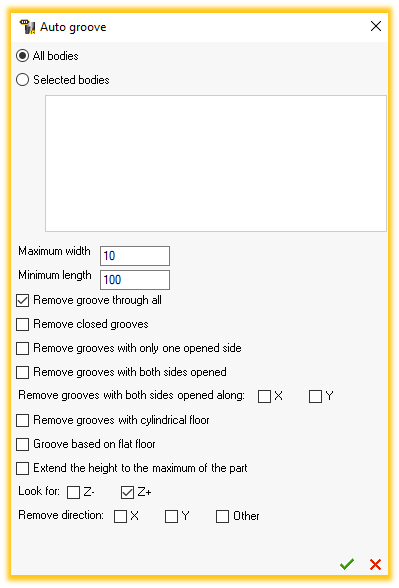 Auto groove
All bodies
Selected bodies
Maximum width 10
Minimum length 100
Remove groove through all
Remove closed grooves
Remove grooves with only one opened side
Remove grooves with both sides opened
Remove grooves with both sides opened along: X Y
Remove grooves with cylindrical floor
Groove based on flat floor
Extend the height to the maximum of the part
Look for: Z- Z+
Remove direction: X Y Other